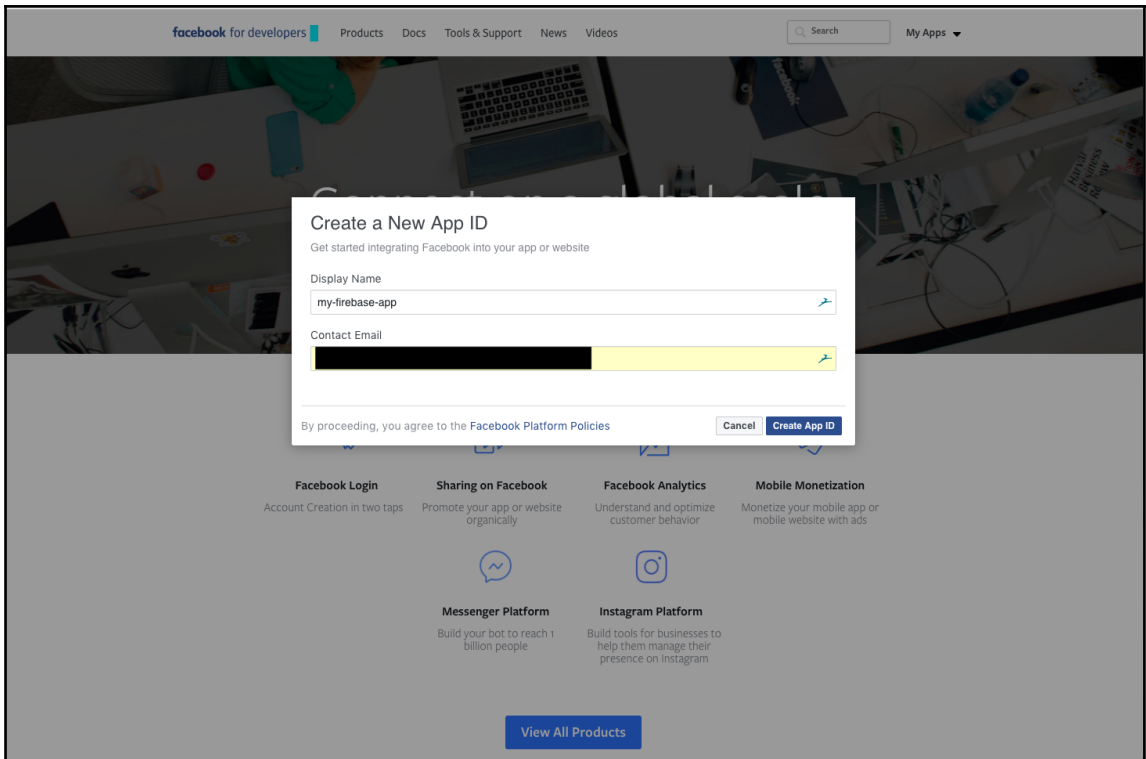 facebook for developers Products Docs Tools & Support News Videos Search My Apps
Connect on a global scale
Create a New App ID
Get started integrating Facebook into your app or website
Display Name
my-firebase-app
Contact Email
By proceeding, you agree to the Facebook Platform Policies Cancel Create App ID
Facebook Login Sharing on Facebook Facebook Analytics Mobile Monetization
Account Creation in two taps Promote your app or website Understand and optimize Monetize your mobile app or
organically customer behavior mobile website with ads
Messenger Platform Instagram Platform
Build your bot to reach 1 Build tools for businesses to
billion people help them manage their
presence on Instagram
View All Products